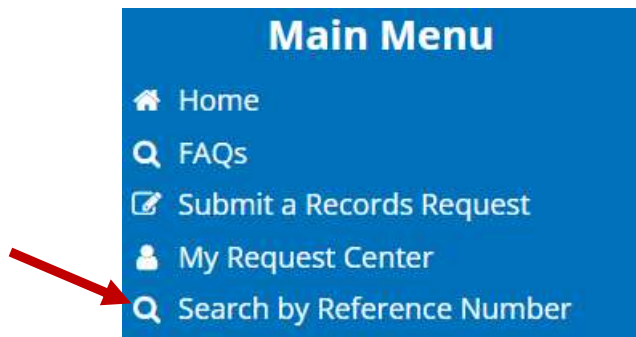 Main Menu
Home
FAQs
Submit a Records Request
My Request Center
Search by Reference Number